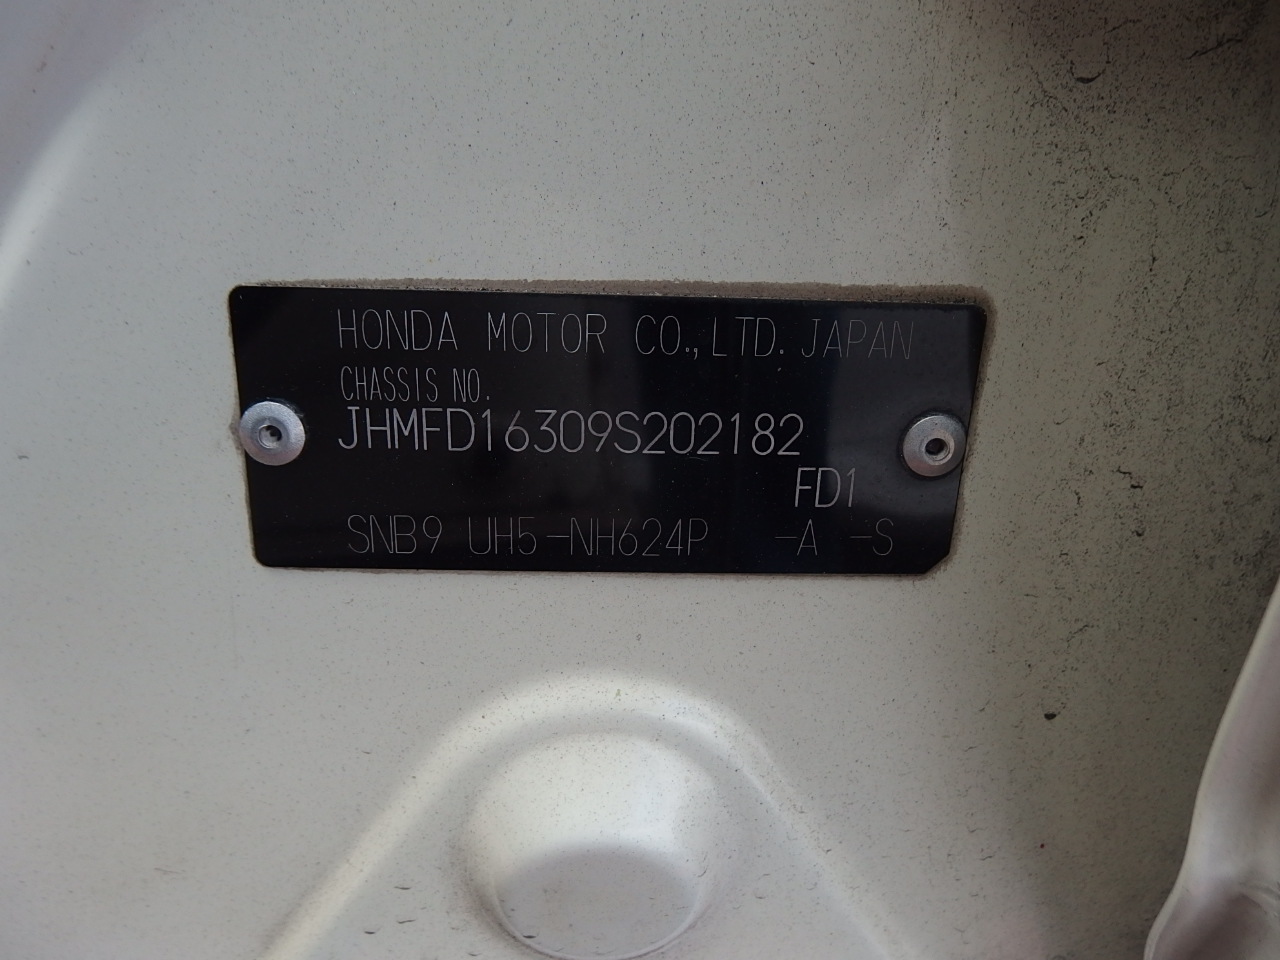 HONDA MOTOR CO.,LTD. JAPAN
CHASSIS NO.
JHMFD16309S202182
FD1
SNB9 UH5-NH624P -A -S